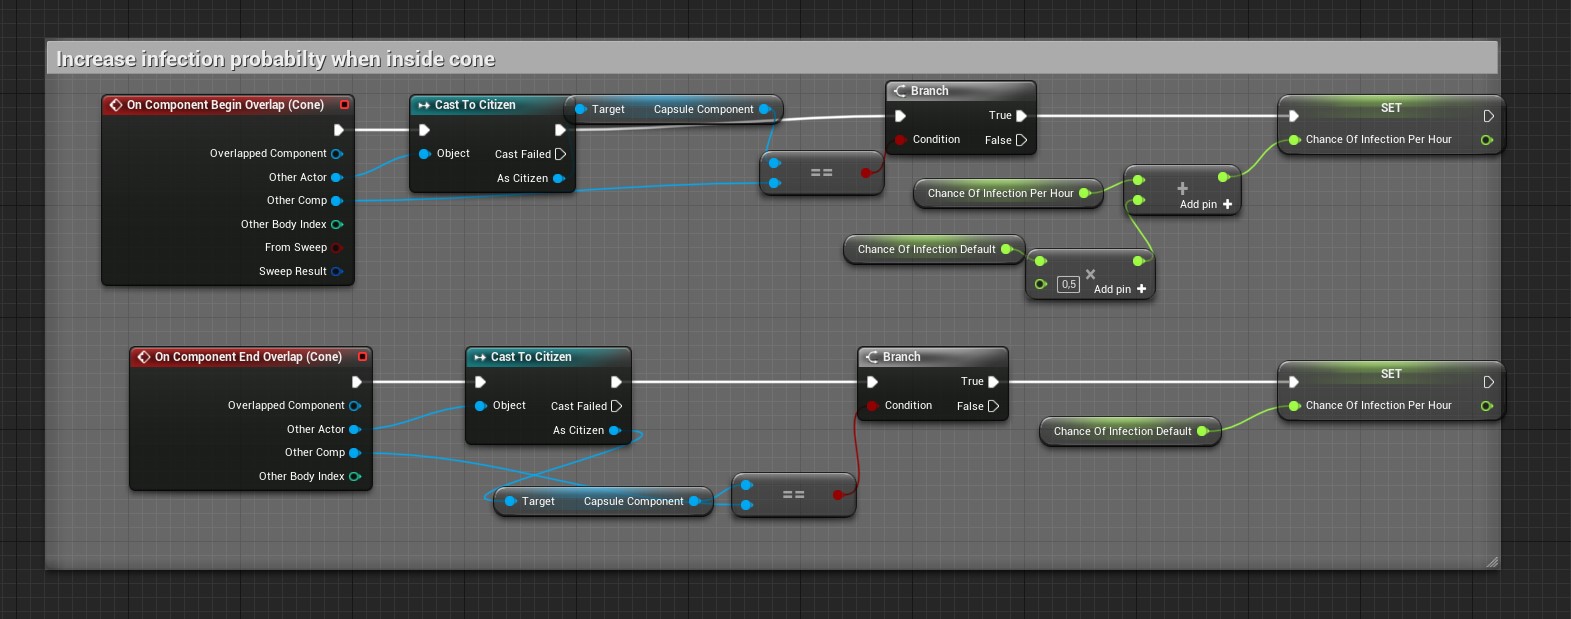 Increase infection probabilty when inside cone
On Component Begin Overlap (Cone)
Overlapped Component
Other Actor
Other Comp
Other Body Index
From Sweep
Sweep Result
Cast To Citizen
Object
Cast Failed
As Citizen
Target Capsule Component
==
Branch
True
Condition
False
Chance Of Infection Per Hour
+
Add pin +
Chance Of Infection Default
×
0,5
Add pin +
SET
Chance Of Infection Per Hour
On Component End Overlap (Cone)
Overlapped Component
Other Actor
Other Comp
Other Body Index
Cast To Citizen
Object
Cast Failed
As Citizen
Target Capsule Component
==
Branch
True
Condition
False
Chance Of Infection Default
SET
Chance Of Infection Per Hour